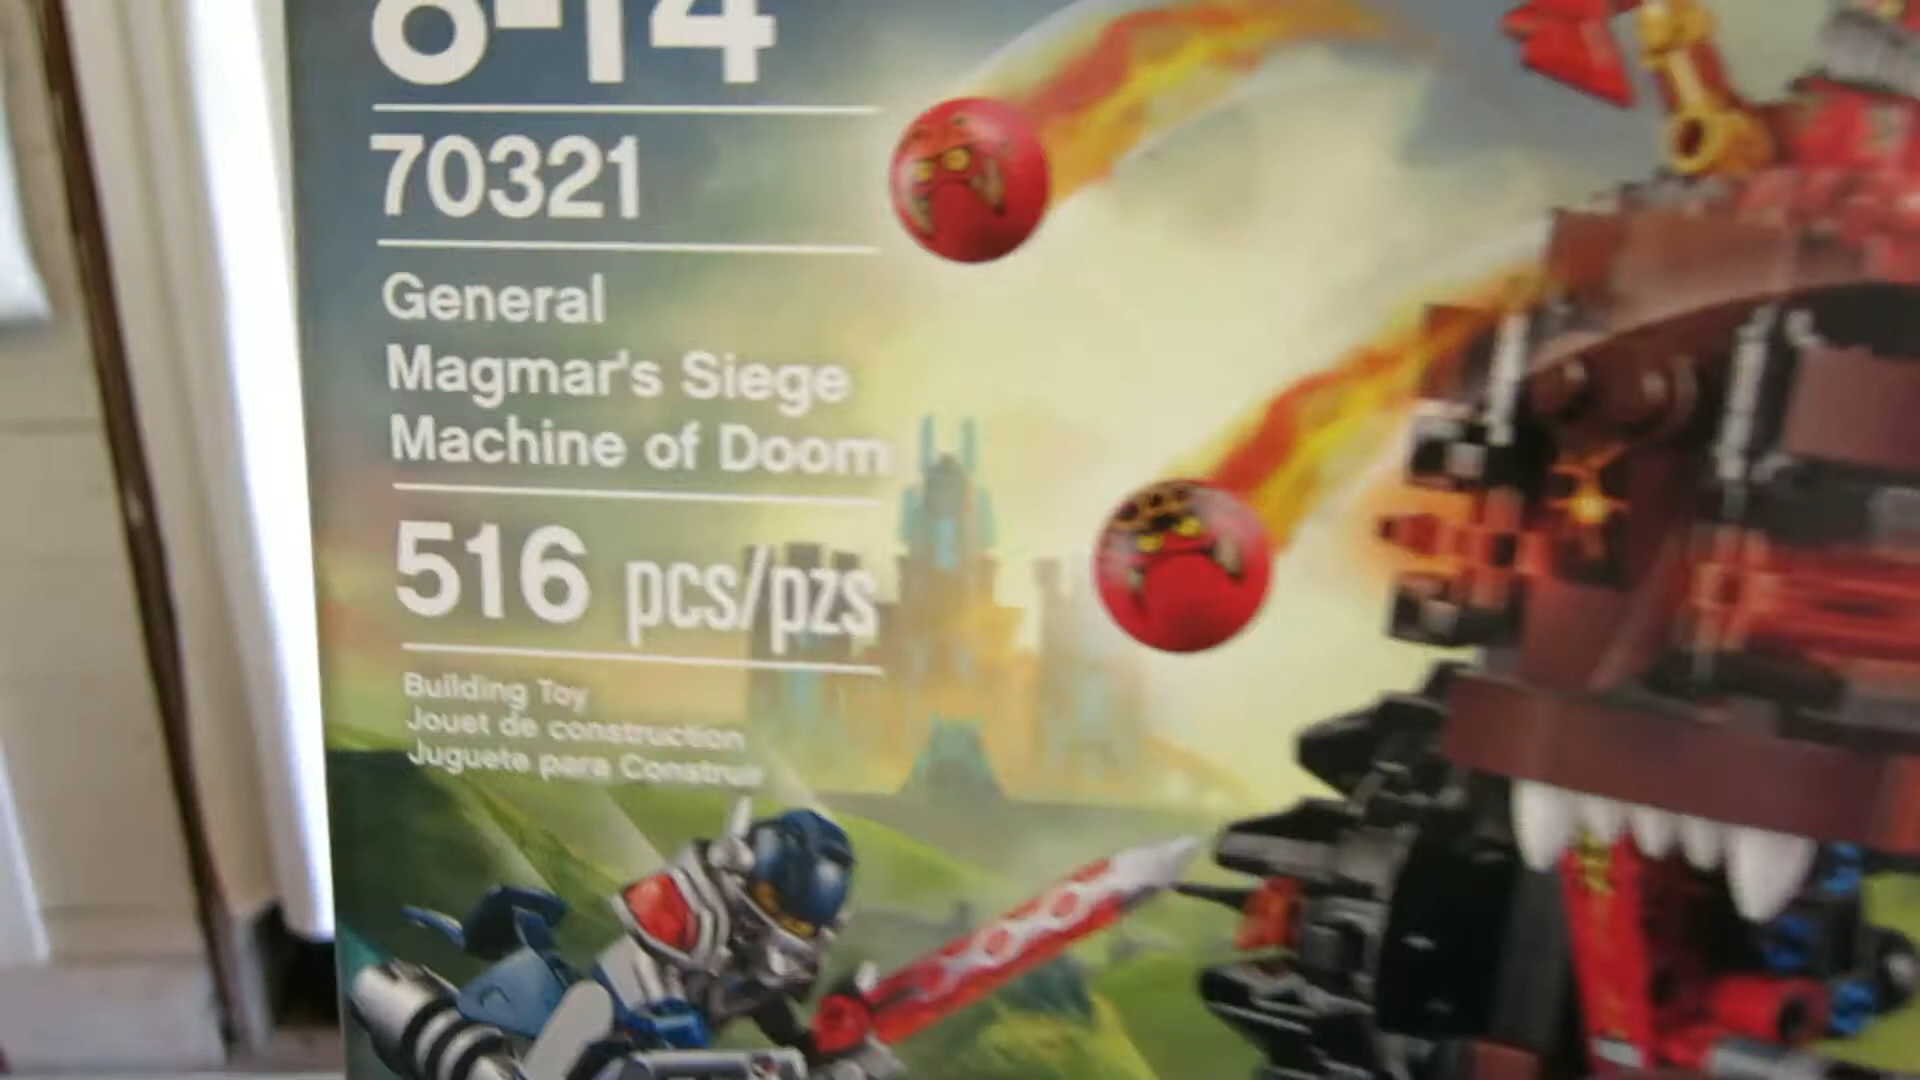 8-14
70321
General
Magmar's Siege
Machine of Doom
516 pcs/pzs
Building Toy
Jouet de construction
Juguete para Construir